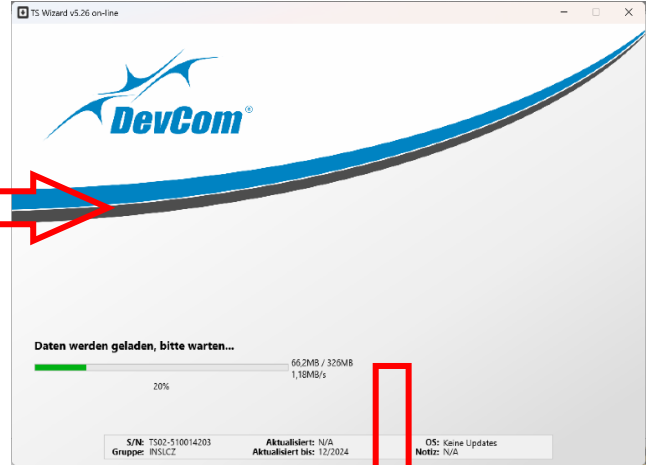 TS Wizard v5.26 on-line
DevCom®
Daten werden geladen, bitte warten...
66,2MB / 326MB
1,18MB/s
20%
S/N: TS02-510014203 Aktualisiert: N/A OS: Keine Updates
Gruppe: INSLCZ Aktualisiert bis: 12/2024 Notiz: N/A